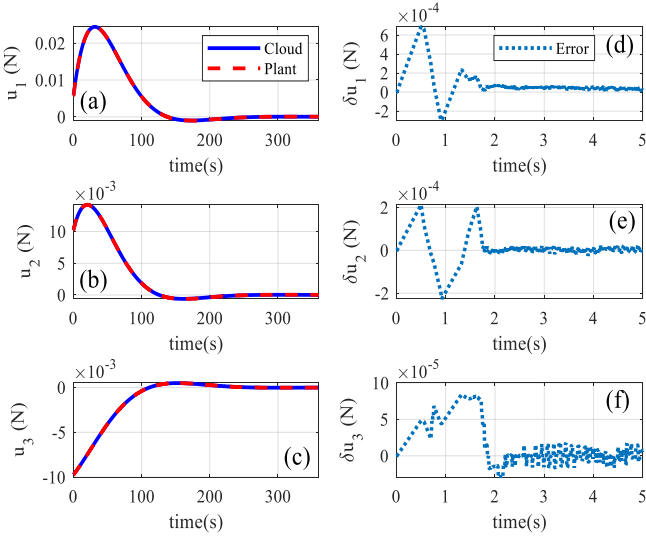 0.02
0.01
0
u1 (N)
(a)
Cloud
Plant
0 100 200 300
time(s)
×10-4
6
4
2
0
-2
δu1 (N)
(d)
Error
0 1 2 3 4 5
time(s)
×10-3
10
5
0
u2 (N)
(b)
0 100 200 300
time(s)
×10-4
2
0
-2
δu2 (N)
(e)
0 1 2 3 4 5
time(s)
×10-3
0
-5
-10
u3 (N)
(c)
0 100 200 300
time(s)
×10-5
10
5
0
δu3 (N)
(f)
0 1 2 3 4 5
time(s)